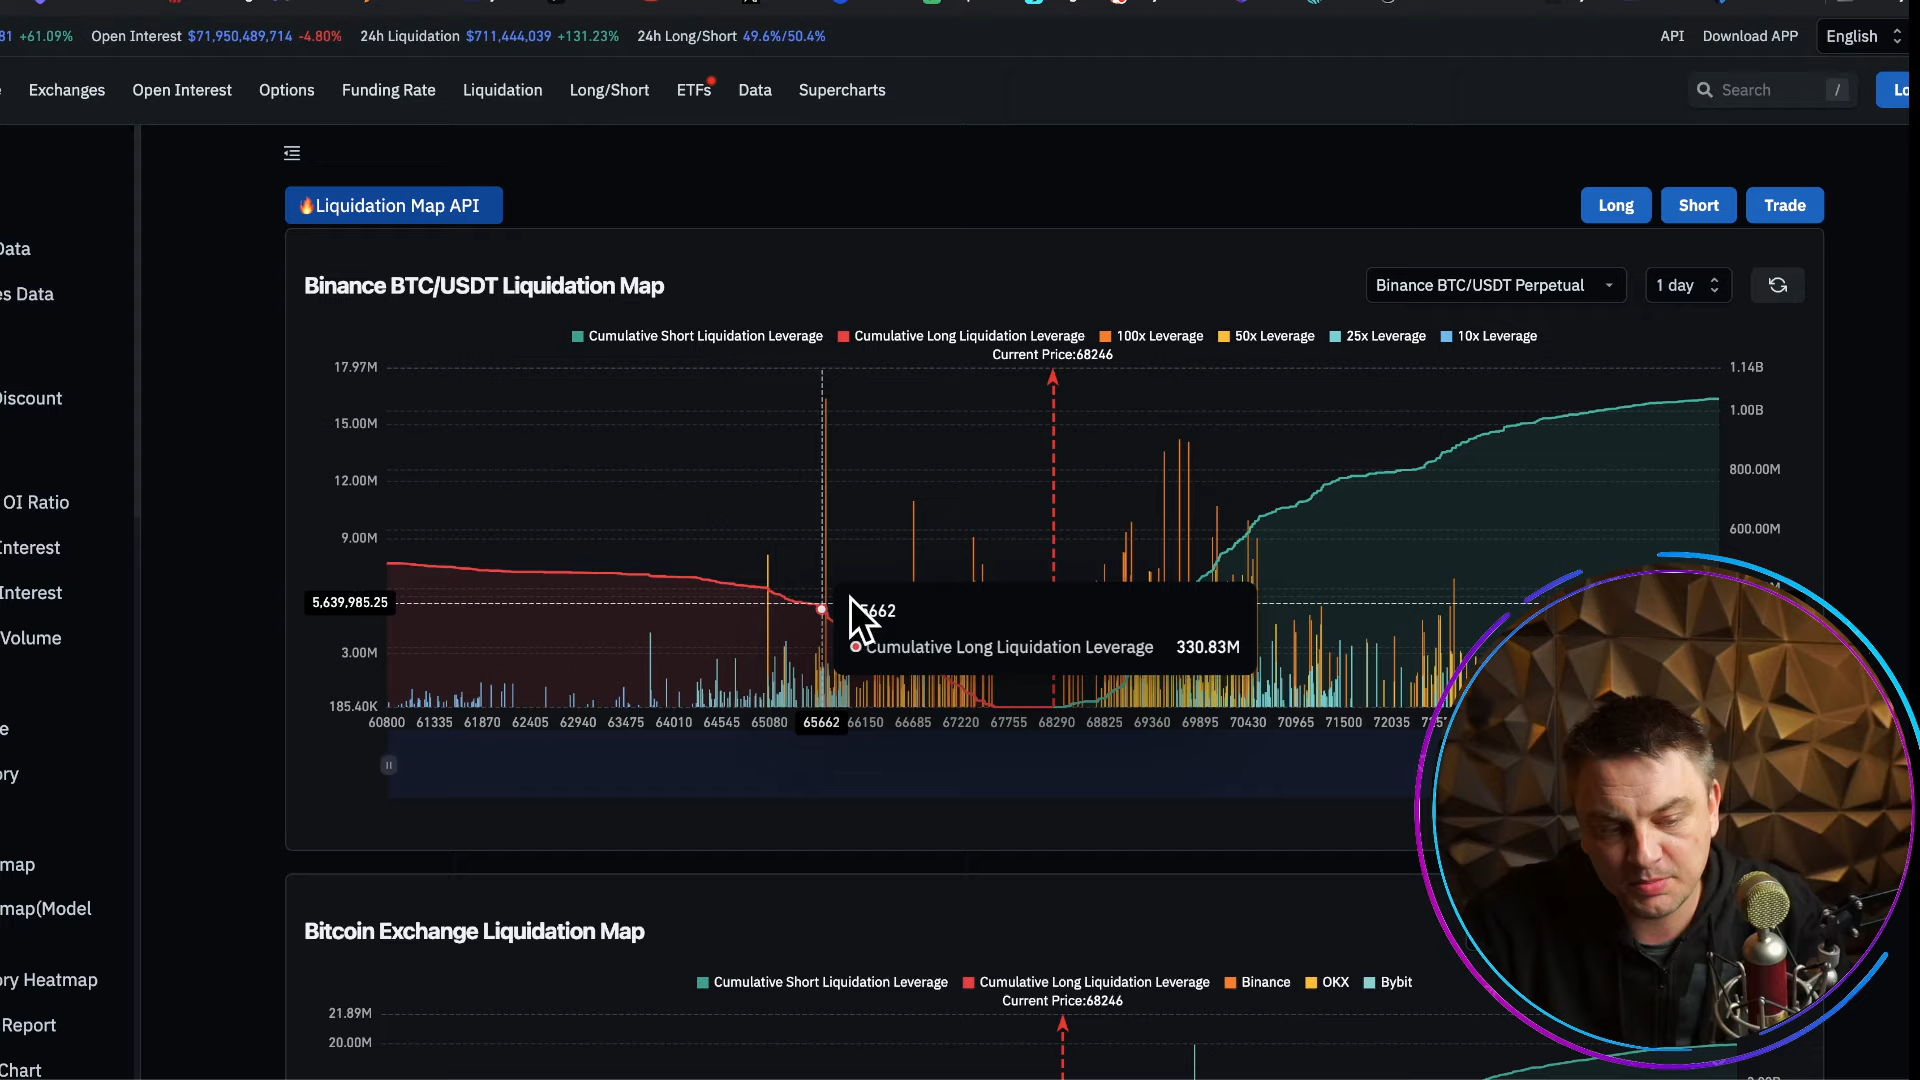 81 +61.09% Open Interest $71,950,489,714 -4.80% 24h Liquidation $711,444,039 +131.23% 24h Long/Short 49.6%/50.4% API Download APP English
Exchanges Open Interest Options Funding Rate Liquidation Long/Short ETFs Data Supercharts Search / Lo
🔥Liquidation Map API Long Short Trade
Data
es Data
Discount
OI Ratio
Interest
Interest
Volume
e
ory
map
map(Model
ory Heatmap
Report
Chart
Binance BTC/USDT Liquidation Map Binance BTC/USDT Perpetual 1 day
Cumulative Short Liquidation Leverage Cumulative Long Liquidation Leverage 100x Leverage 50x Leverage 25x Leverage 10x Leverage
Current Price:68246
17.97M 1.14B
15.00M 1.00B
12.00M 800.00M
9.00M 600.00M
5,639,985.25 5662
Cumulative Long Liquidation Leverage 330.83M
3.00M
185.40K
60800 61335 61870 62405 62940 63475 64010 64545 65080 65662 66150 66685 67220 67755 68290 68825 69360 69895 70430 70965 71500 72035
Bitcoin Exchange Liquidation Map
Cumulative Short Liquidation Leverage Cumulative Long Liquidation Leverage Binance OKX Bybit
Current Price:68246
21.89M
20.00M